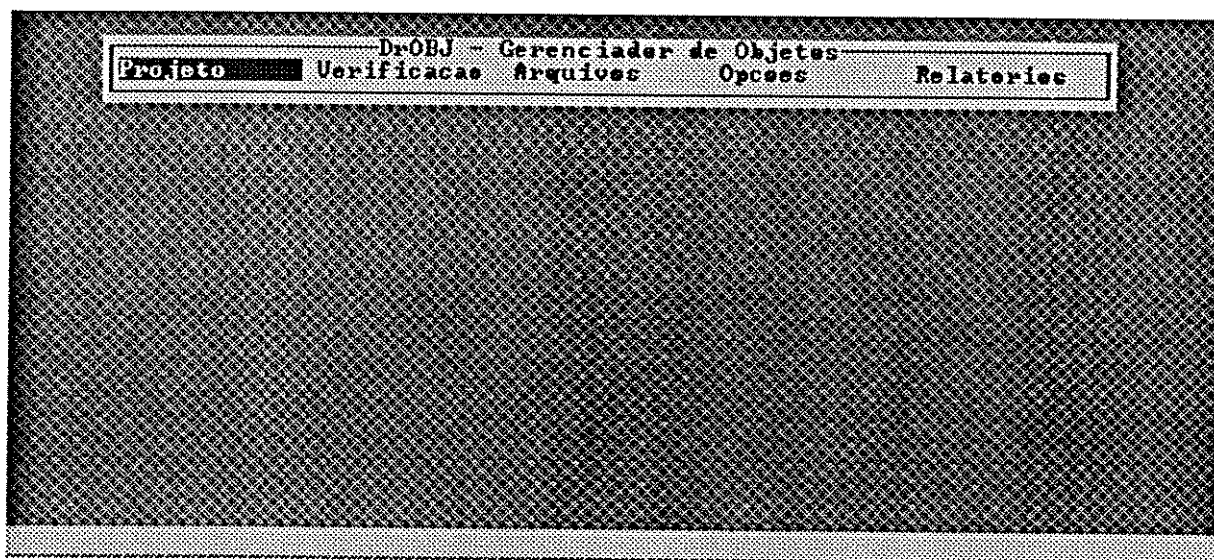 DrOBJ - Gerenciador de Objetos
Projeto Verificacao Arquivos Opcoes Relatorios